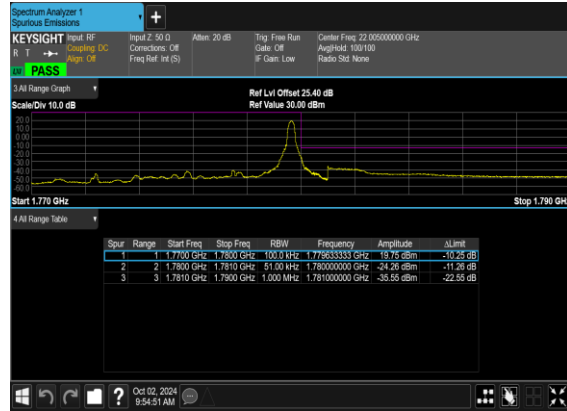 Spectrum Analyzer 1
Spurious Emissions
+
KEYSIGHT Input: RF
R T Coupling: DC
Align: Off
PASS
Input Z: 50 Ω
Corrections: Off
Freq Ref: Int (S)
Atten: 20 dB
Trig: Free Run
Gate: Off
IF Gain: Low
Center Freq: 22.005000000 GHz
Avg|Hold: 100/100
Radio Std: None
3 All Range Graph
Scale/Div 10.0 dB
Ref Lvl Offset 25.40 dB
Ref Value 30.00 dBm
20.0
10.0
0.00
-10.0
-20.0
-30.0
-40.0
-50.0
-60.0
Start 1.770 GHz
Stop 1.790 GH
4 All Range Table
Spur Range Start Freq Stop Freq RBW Frequency Amplitude ΔLimit
1 1 1.7700 GHz 1.7800 GHz 100.0 kHz 1.779633333 GHz 19.75 dBm -10.25 dB
2 2 1.7800 GHz 1.7810 GHz 51.00 kHz 1.780000000 GHz -24.26 dBm -11.26 dB
3 3 1.7810 GHz 1.7900 GHz 1.000 MHz 1.781000000 GHz -35.55 dBm -22.55 dB
?
Oct 02, 2024
9:54:51 AM